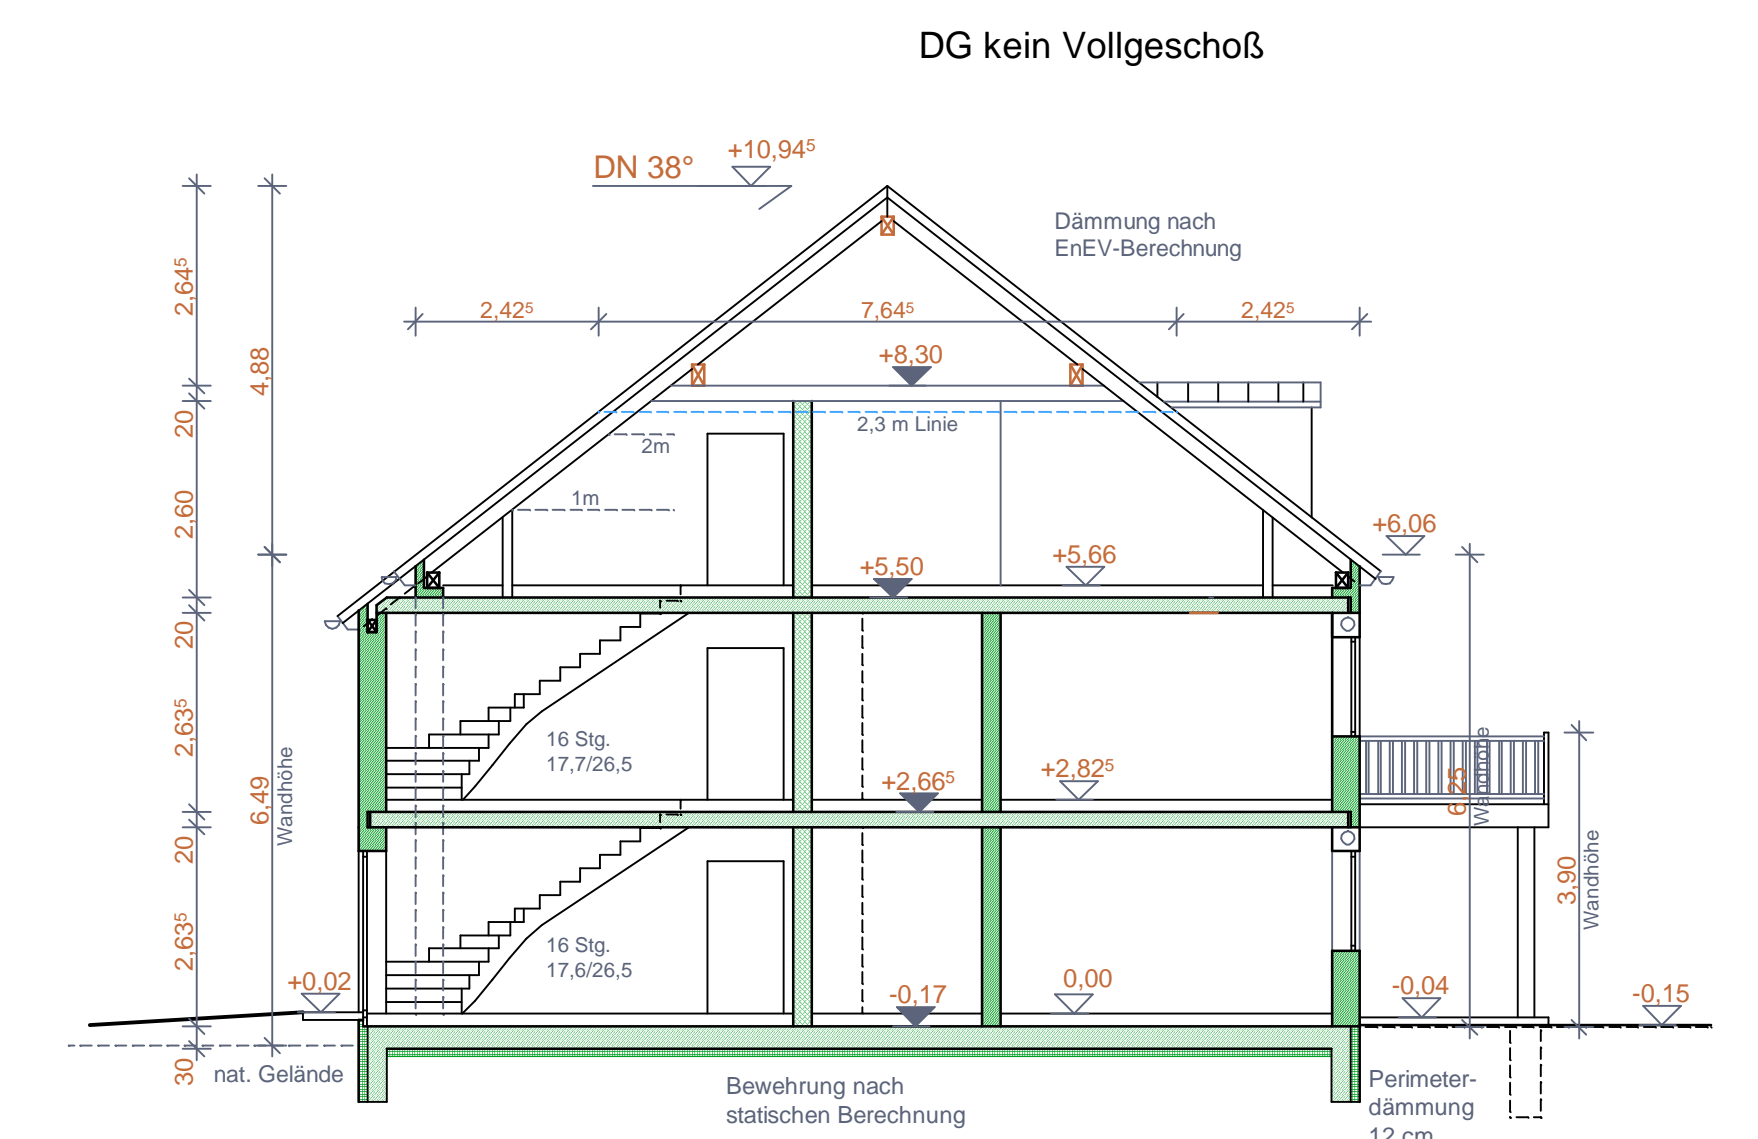 DG kein Vollgeschoß
DN 38°
+10,94⁵
Dämmung nach
EnEV-Berechnung
2,64⁵
2,42⁵
7,64⁵
2,42⁵
4,88
+8,30
20
2,3 m Linie
2m
1m
2,60
+6,06
+5,50
+5,66
20
2,63⁵
16 Stg.
17,7/26,5
+2,66⁵
+2,82⁵
6,49
Wandhöhe
6,25
Wandhöhe
20
3,90
Wandhöhe
2,63⁵
16 Stg.
17,6/26,5
+0,02
-0,17
0,00
-0,04
-0,15
30
nat. Gelände
Bewehrung nach
statischen Berechnung
Perimeter-
dämmung
12 cm